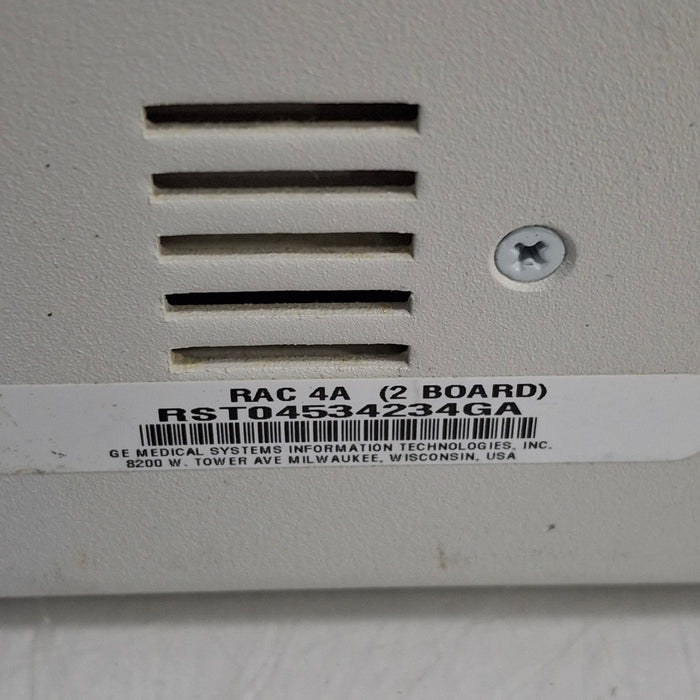 RAC 4A (2 BOARD)
RST04534234GA
GE MEDICAL SYSTEMS INFORMATION TECHNOLOGIES, INC.
8200 W. TOWER AVE MILWAUKEE, WISCONSIN, USA